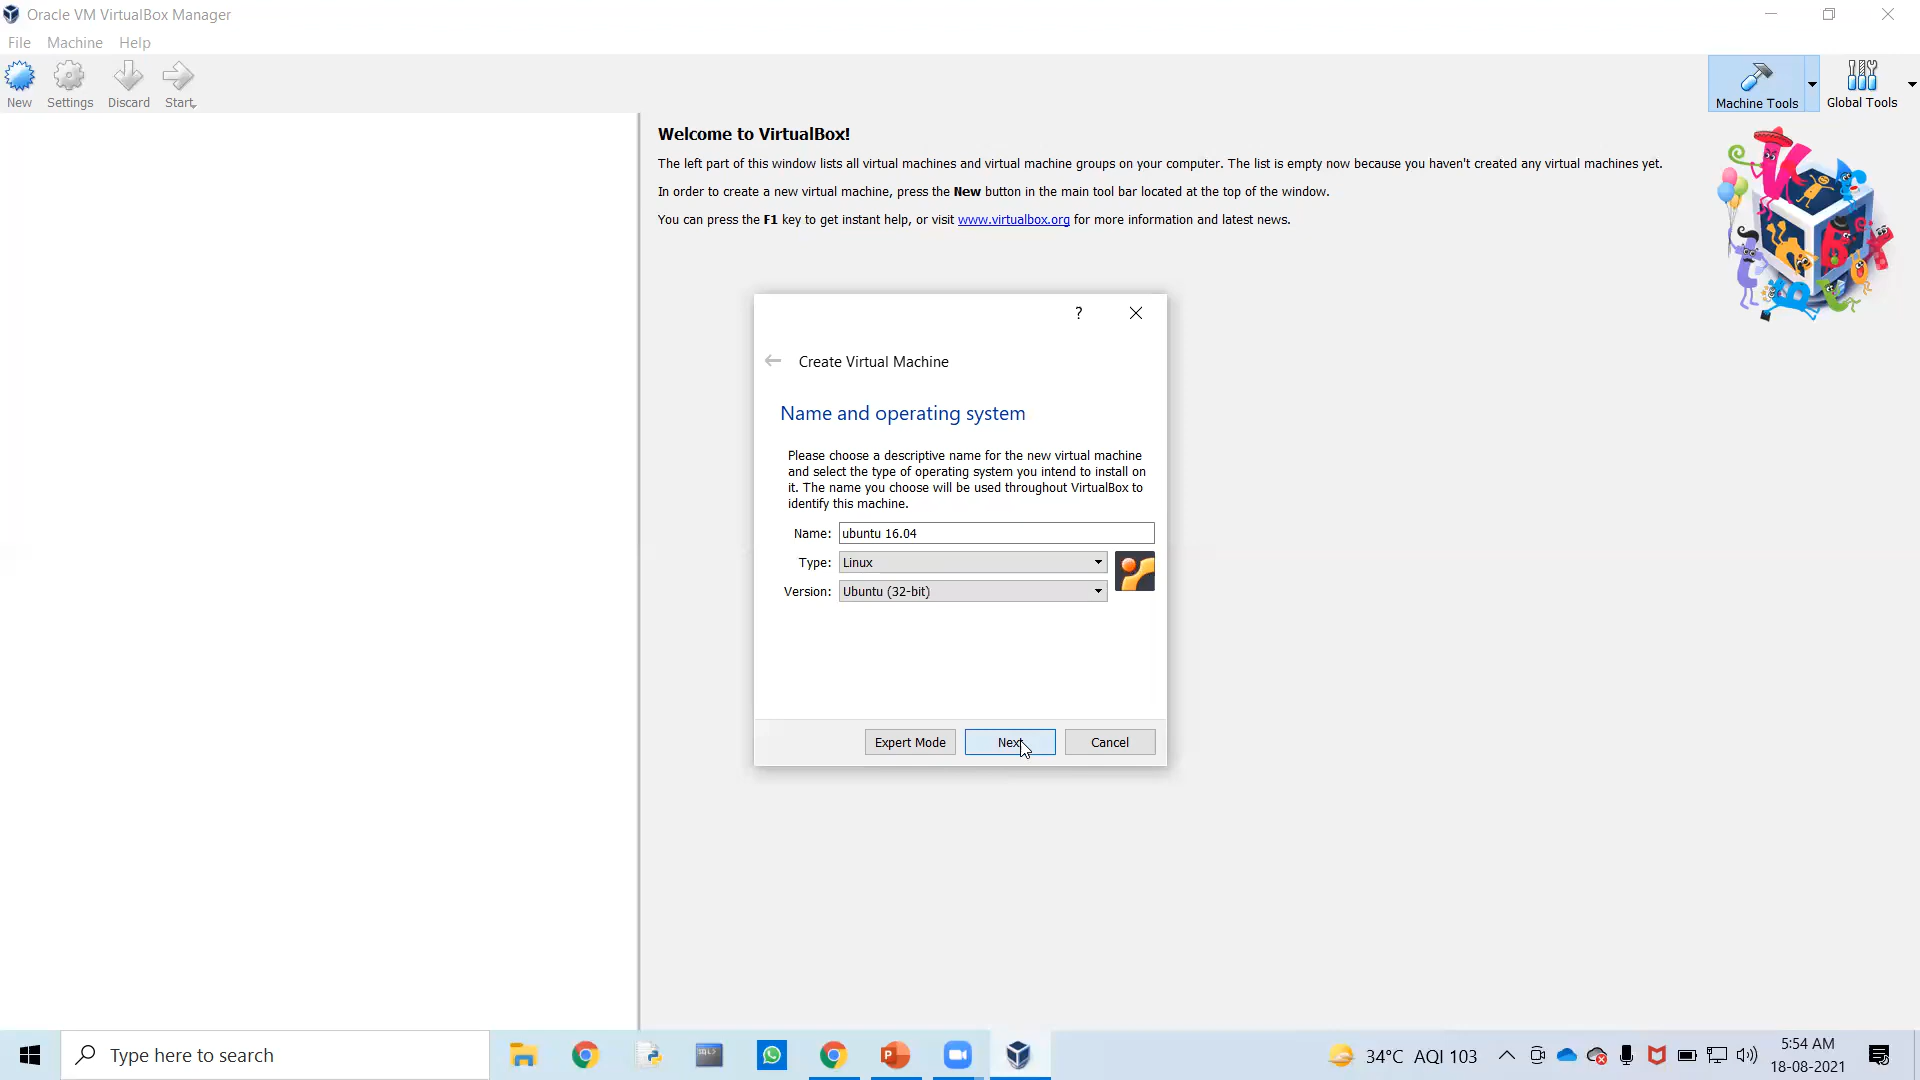 Oracle VM VirtualBox Manager
File Machine Help
New Settings Discard Start
Machine Tools Global Tools
Welcome to VirtualBox!
The left part of this window lists all virtual machines and virtual machine groups on your computer. The list is empty now because you haven't created any virtual machines yet.
In order to create a new virtual machine, press the New button in the main tool bar located at the top of the window.
You can press the F1 key to get instant help, or visit www.virtualbox.org for more information and latest news.
?
Create Virtual Machine
Name and operating system
Please choose a descriptive name for the new virtual machine
and select the type of operating system you intend to install on
it. The name you choose will be used throughout VirtualBox to
identify this machine.
Name: ubuntu 16.04
Type: Linux
Version: Ubuntu (32-bit)
Expert Mode Next Cancel
Type here to search
34°C AQI 103
5:54 AM
18-08-2021